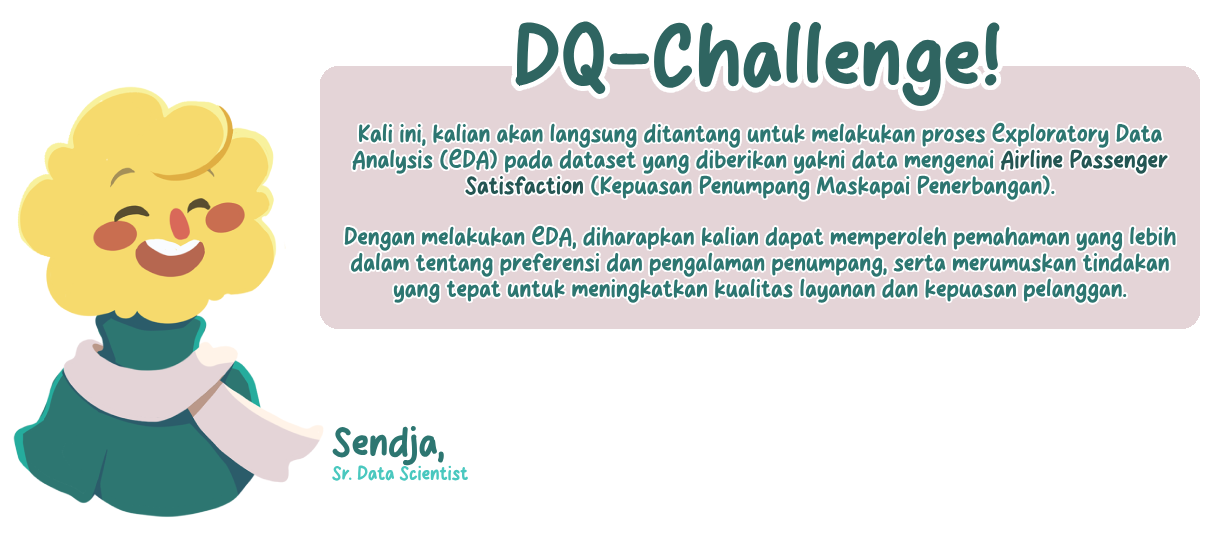 DQ-Challenge!
Kali ini, kalian akan langsung ditantang untuk melakukan proses Exploratory Data
Analysis (EDA) pada dataset yang diberikan yakni data mengenai Airline Passenger
Satisfaction (Kepuasan Penumpang Maskapai Penerbangan).
Dengan melakukan EDA, diharapkan kalian dapat memperoleh pemahaman yang lebih
dalam tentang preferensi dan pengalaman penumpang, serta merumuskan tindakan
yang tepat untuk meningkatkan kualitas layanan dan kepuasan pelanggan.
Sendja,
Sr. Data Scientist